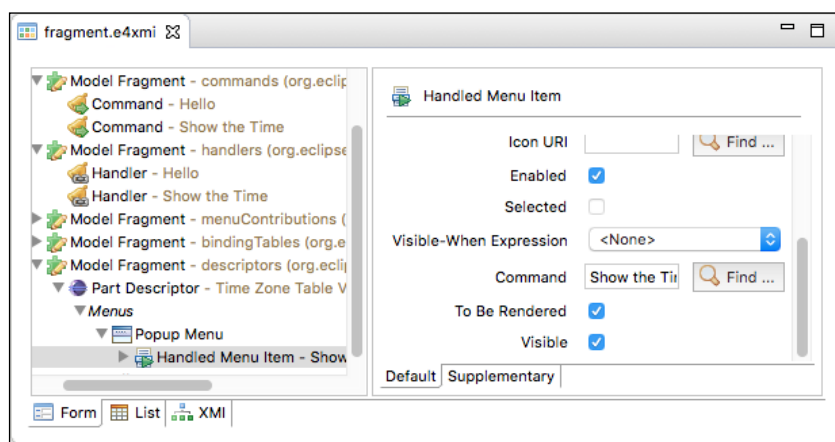 fragment.e4xmi
Model Fragment - commands (org.eclip
Command - Hello
Command - Show the Time
Model Fragment - handlers (org.eclipse
Handler - Hello
Handler - Show the Time
Model Fragment - menuContributions (
Model Fragment - bindingTables (org.e
Model Fragment - descriptors (org.eclip
Part Descriptor - Time Zone Table V
Menus
Popup Menu
Handled Menu Item - Show
Handled Menu Item
Icon URI Find ...
Enabled
Selected
Visible-When Expression <None>
Command Show the Tir Find ...
To Be Rendered
Visible
Default Supplementary
Form List XMI